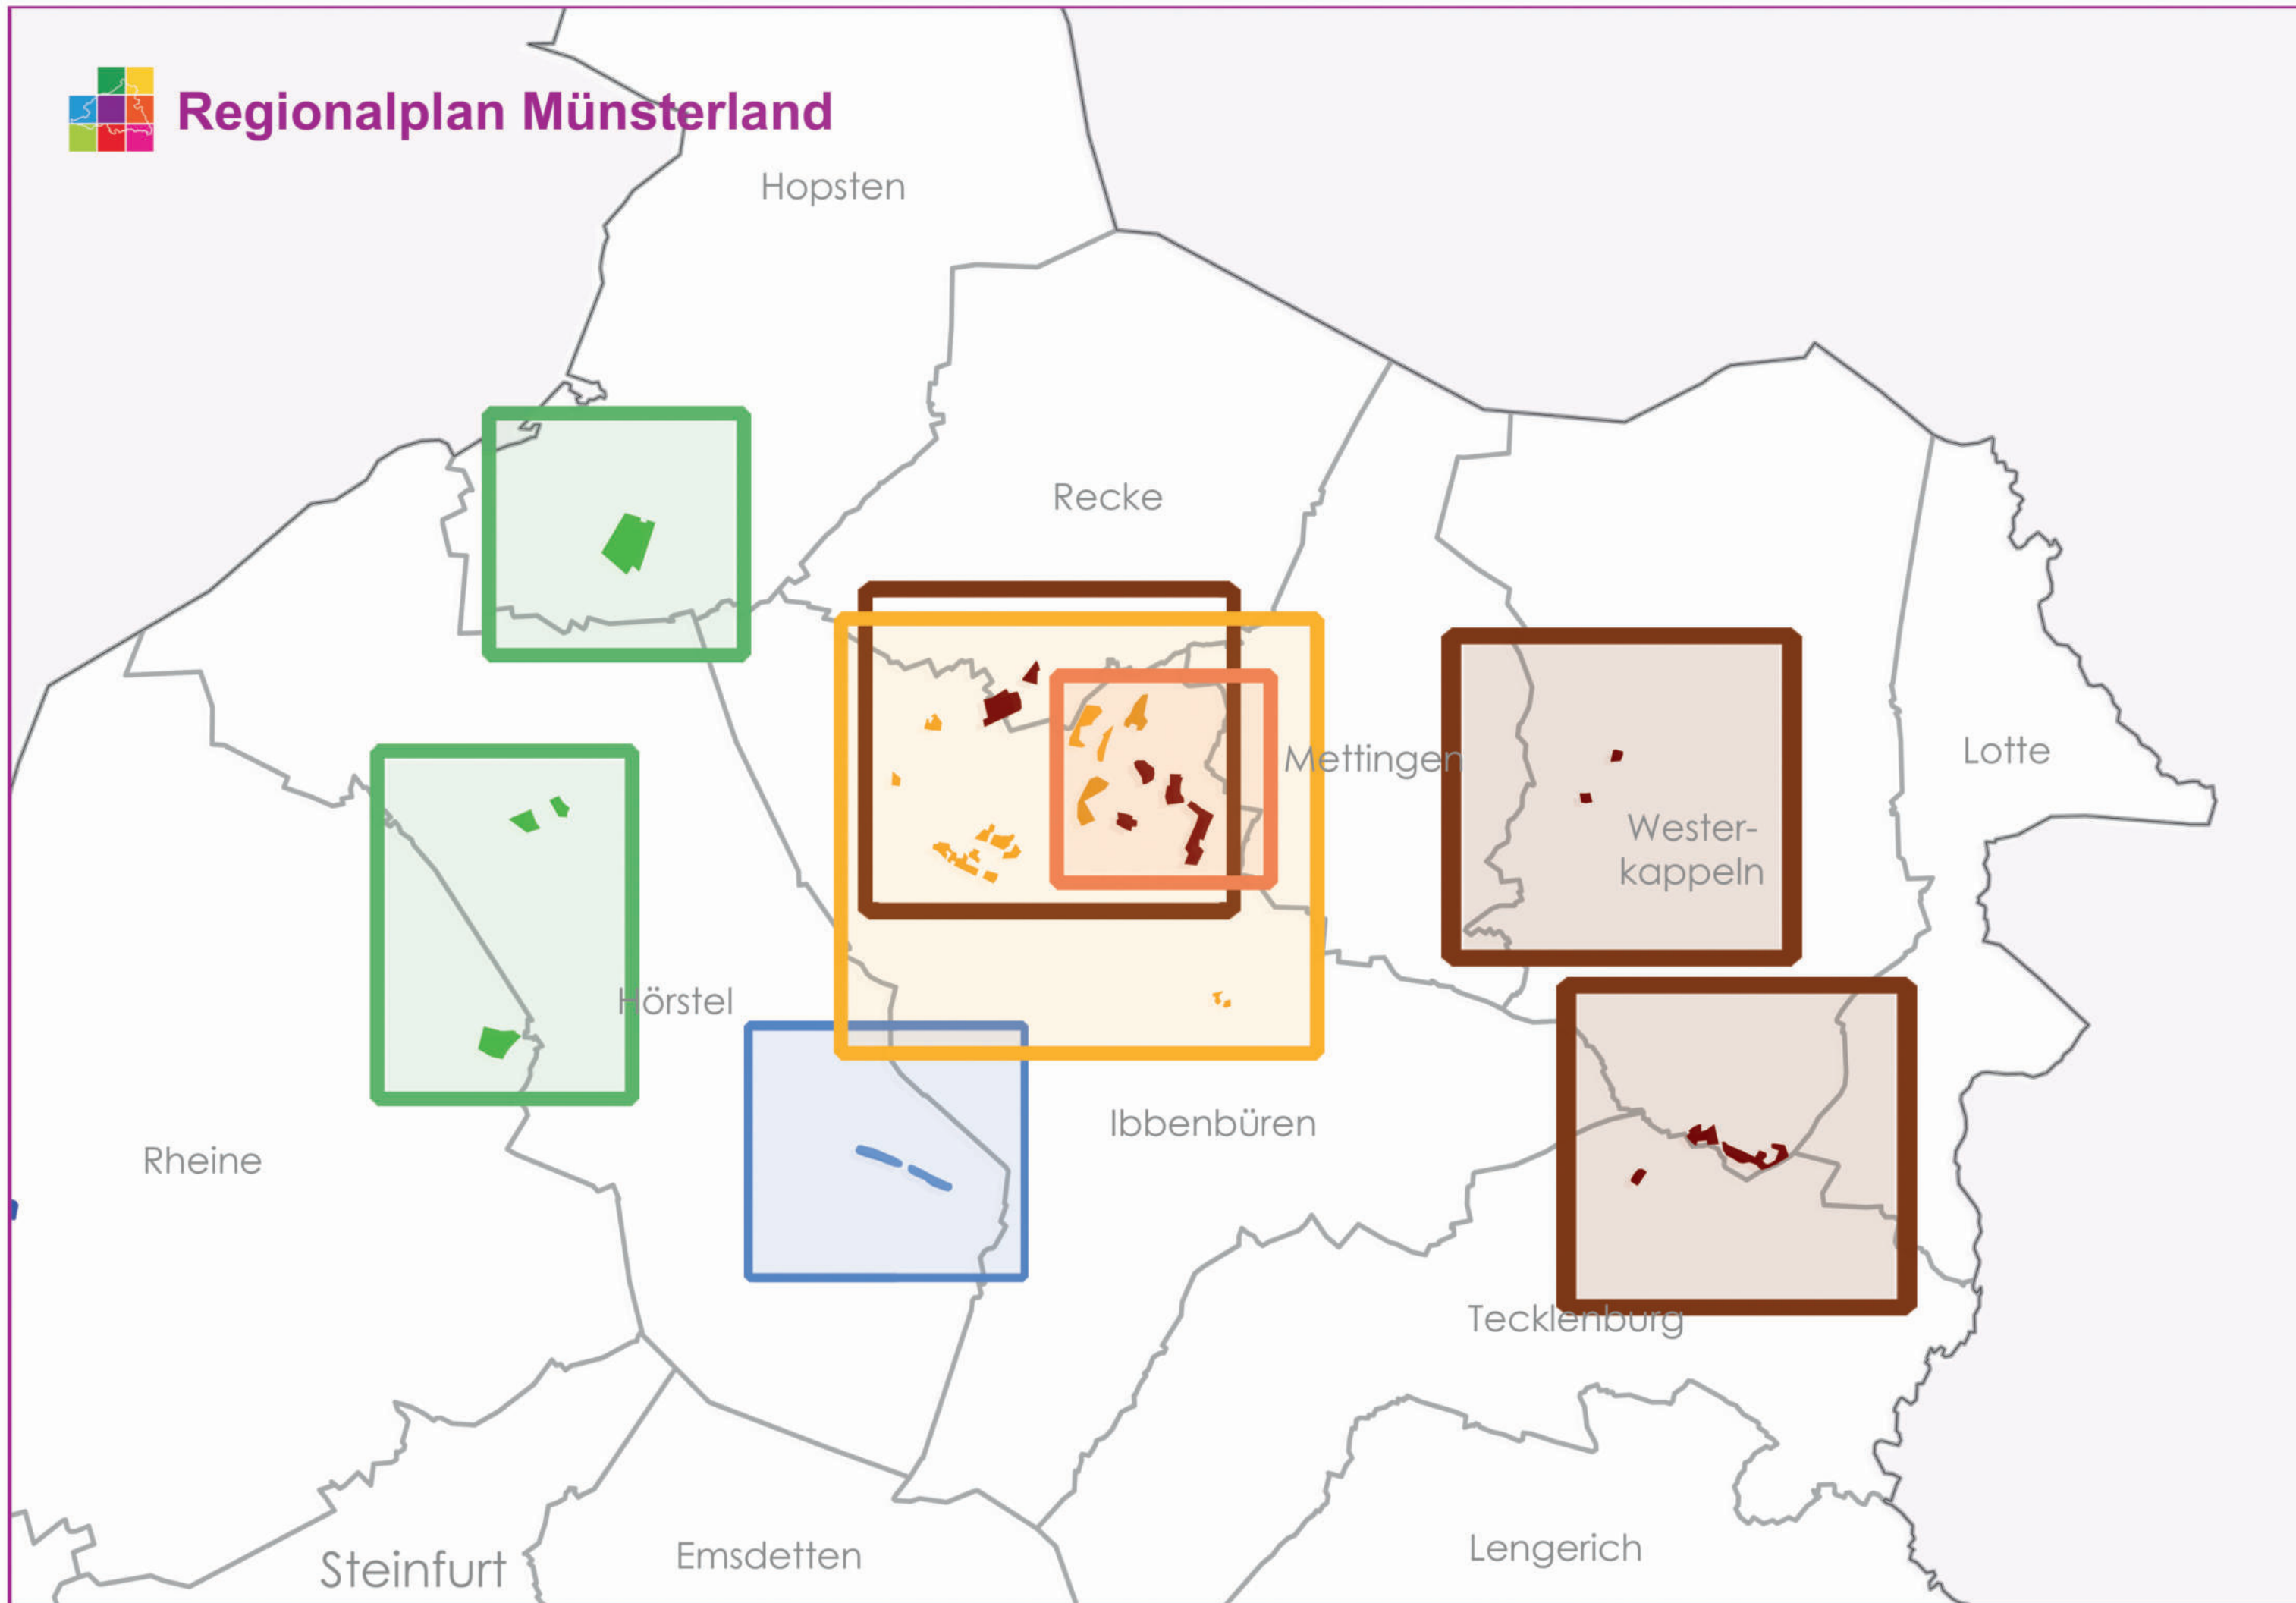 Regionalplan Münsterland
Hopsten
Recke
Mettingen
Lotte
Wester-
kappeln
Hörstel
Ibbenbüren
Rheine
Tecklenburg
Lengerich
Emsdetten
Steinfurt